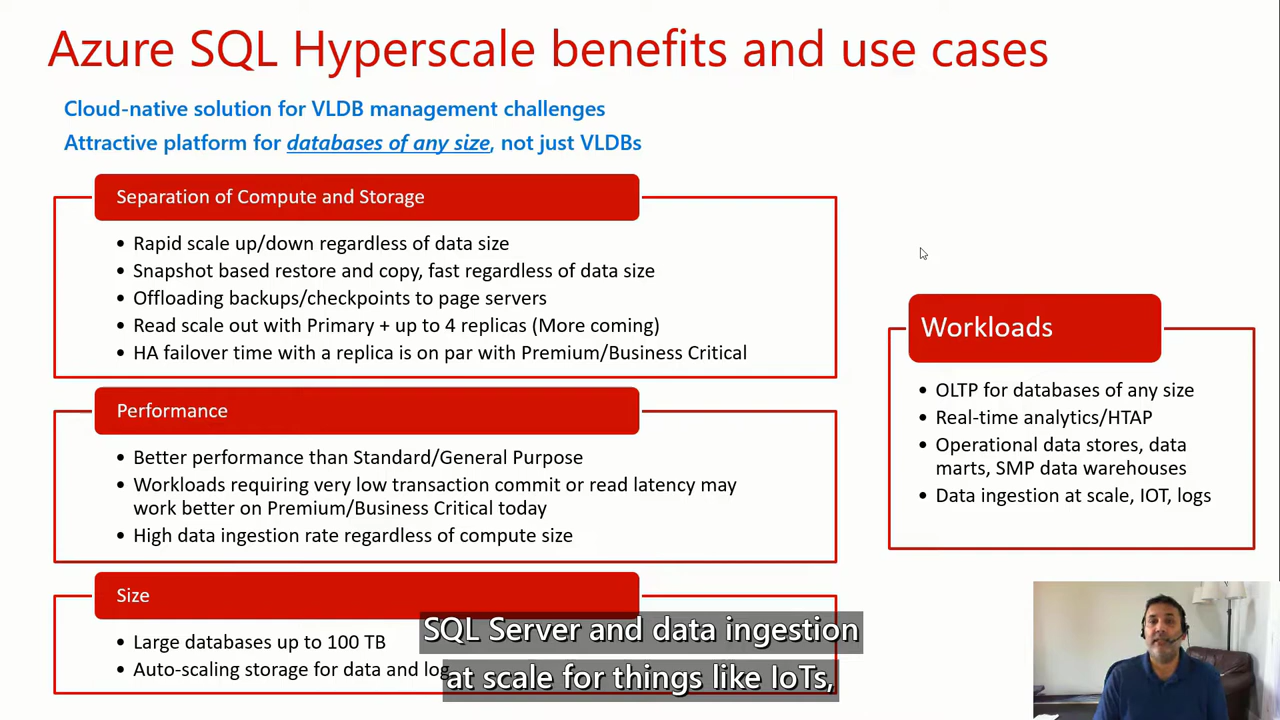 Azure SQL Hyperscale benefits and use cases
Cloud-native solution for VLDB management challenges
Attractive platform for databases of any size, not just VLDBs
Separation of Compute and Storage
• Rapid scale up/down regardless of data size
• Snapshot based restore and copy, fast regardless of data size
• Offloading backups/checkpoints to page servers
• Read scale out with Primary + up to 4 replicas (More coming)
• HA failover time with a replica is on par with Premium/Business Critical
Performance
• Better performance than Standard/General Purpose
• Workloads requiring very low transaction commit or read latency may
work better on Premium/Business Critical today
• High data ingestion rate regardless of compute size
Size
• Large databases up to 100 TB
• Auto-scaling storage for data and log
Workloads
• OLTP for databases of any size
• Real-time analytics/HTAP
• Operational data stores, data
marts, SMP data warehouses
• Data ingestion at scale, IOT, logs
SQL Server and data ingestion
at scale for things like IoTs,